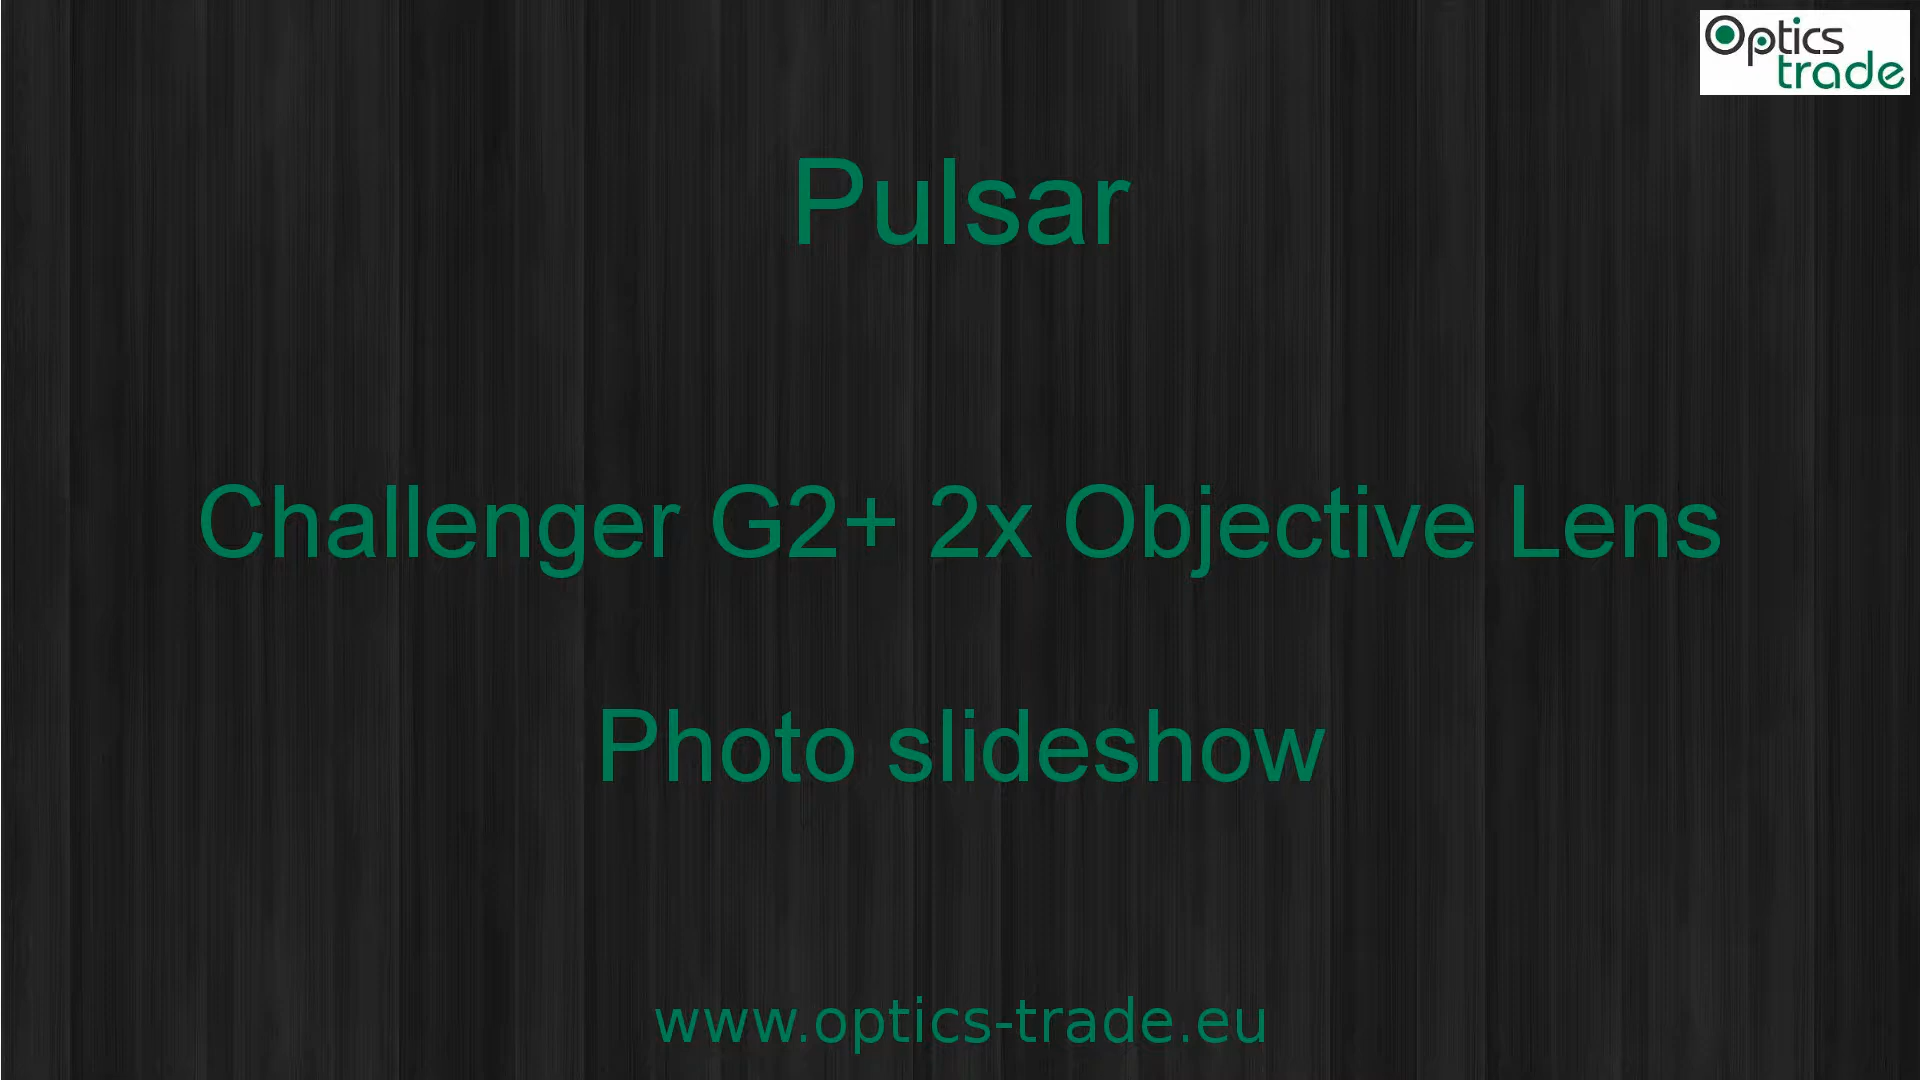 Optics
trade
Pulsar
Challenger G2+ 2x Objective Lens
Photo slideshow
www.optics-trade.eu